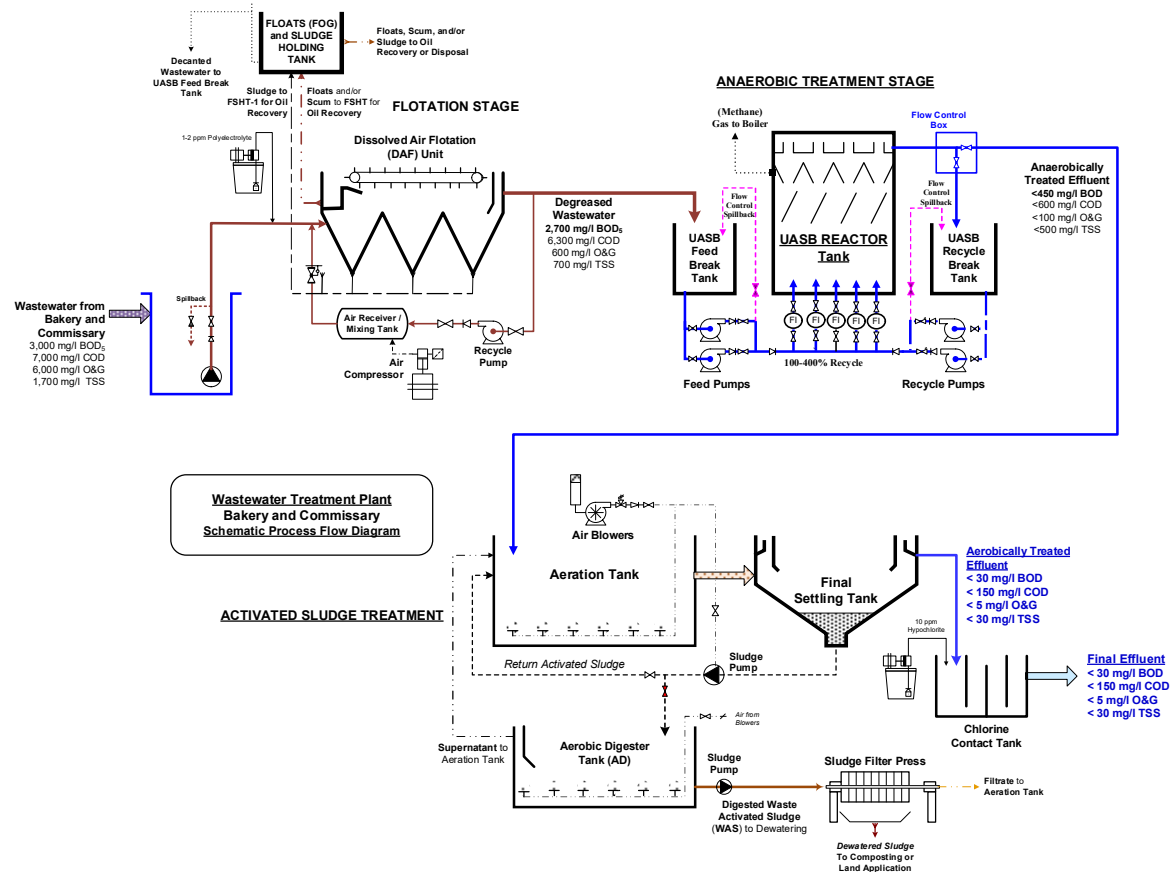 FLOATS (FOG)
and SLUDGE
HOLDING
TANK
Floats, Scum, and/or
Sludge to Oil
Recovery or Disposal
Decanted
Wastewater to
UASB Feed Break
Tank
Sludge to
FSHT-1 for Oil
Recovery
Floats and/or
Scum to FSHT for
Oil Recovery
FLOTATION STAGE
1-2 ppm Polyelectrolyte
Dissolved Air Flotation
(DAF) Unit
Degreased
Wastewater
2,700 mg/l BOD₅
6,300 mg/l COD
600 mg/l O&G
700 mg/l TSS
Wastewater from
Bakery and
Commissary
3,000 mg/l BOD₅
7,000 mg/l COD
6,000 mg/l O&G
1,700 mg/l TSS
Spillback
Air Receiver /
Mixing Tank
Air
Compressor
Recycle
Pump
ANAEROBIC TREATMENT STAGE
(Methane)
Gas to Boiler
Flow Control
Box
Flow
Control
Spillback
Flow
Control
Spillback
UASB
Feed
Break
Tank
UASB REACTOR
Tank
UASB
Recycle
Break
Tank
FI
FI
FI
FI
FI
Feed Pumps
100-400% Recycle
Recycle Pumps
Anaerobically
Treated Effluent
<450 mg/l BOD
<600 mg/l COD
<100 mg/l O&G
<500 mg/l TSS
Wastewater Treatment Plant
Bakery and Commissary
Schematic Process Flow Diagram
ACTIVATED SLUDGE TREATMENT
Air Blowers
Aeration Tank
Final
Settling Tank
Return Activated Sludge
Sludge
Pump
Aerobically Treated
Effluent
< 30 mg/l BOD
< 150 mg/l COD
< 5 mg/l O&G
< 30 mg/l TSS
10 ppm
Hypochlorite
Chlorine
Contact Tank
Final Effluent
< 30 mg/l BOD
< 150 mg/l COD
< 5 mg/l O&G
< 30 mg/l TSS
Supernatant to
Aeration Tank
Aerobic Digester
Tank (AD)
Air from
Blowers
Sludge
Pump
Digested Waste
Activated Sludge
(WAS) to Dewatering
Sludge Filter Press
Filtrate to
Aeration Tank
Dewatered Sludge
To Composting or
Land Application